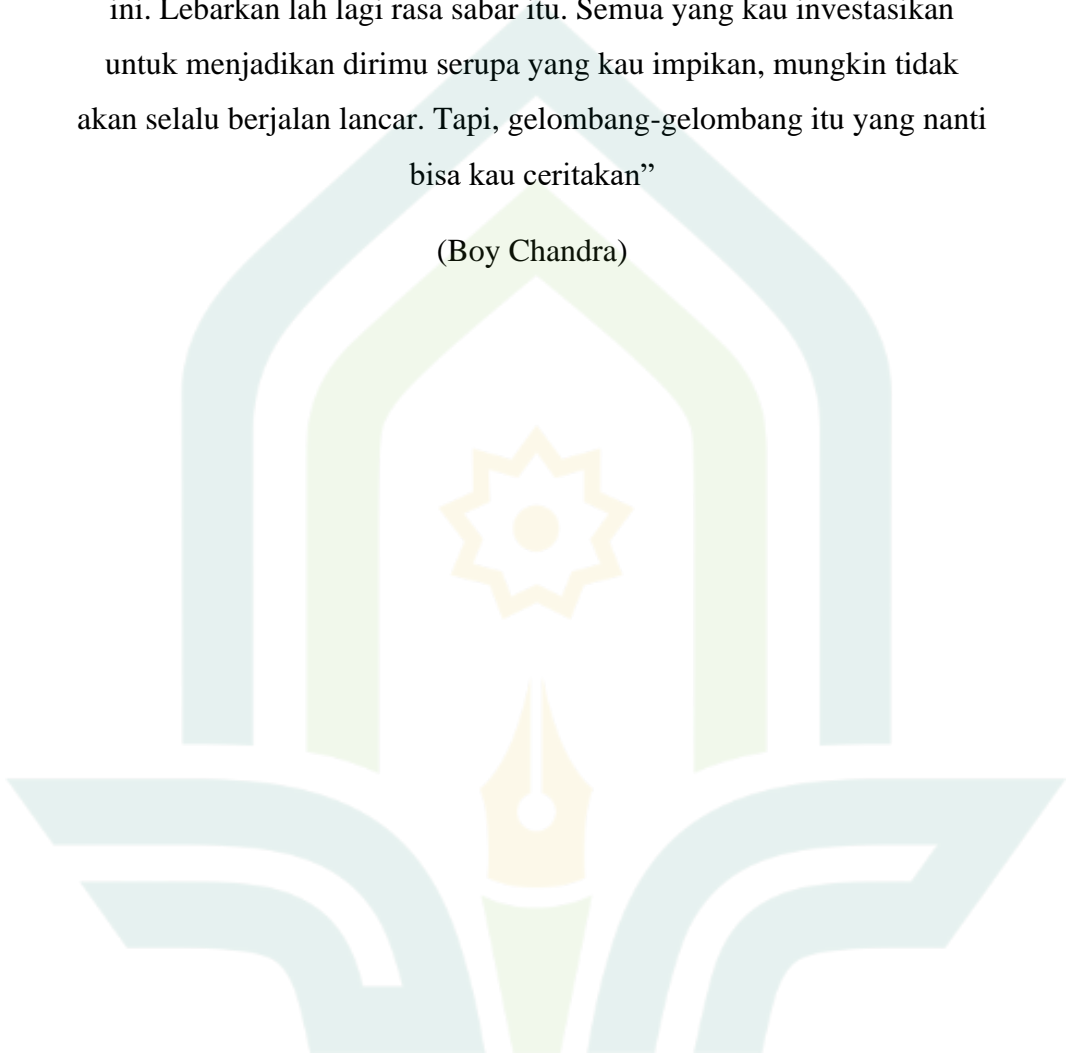 ini. Lebarkan lah lagi rasa sabar itu. Semua yang kau investasikan
untuk menjadikan dirimu serupa yang kau impikan, mungkin tidak
akan selalu berjalan lancar. Tapi, gelombang-gelombang itu yang nanti
bisa kau ceritakan”
(Boy Chandra)